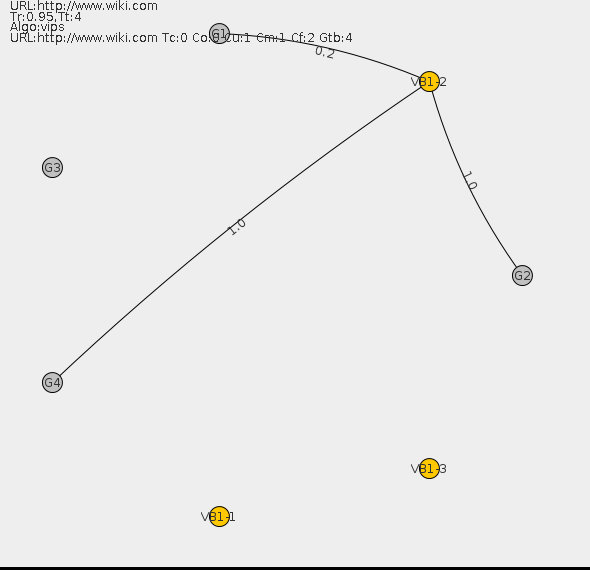 URL:http://www.wiki.com
Tr:0.95,Tt:4
Algo:vips
URL:http://www.wiki.com Tc:0 Co:0 Cu:1 Cm:1 Cf:2 Gtb:4
G1
0.2
VB1-2
G3
1.0
1.0
G2
G4
VB1-3
VB1-1